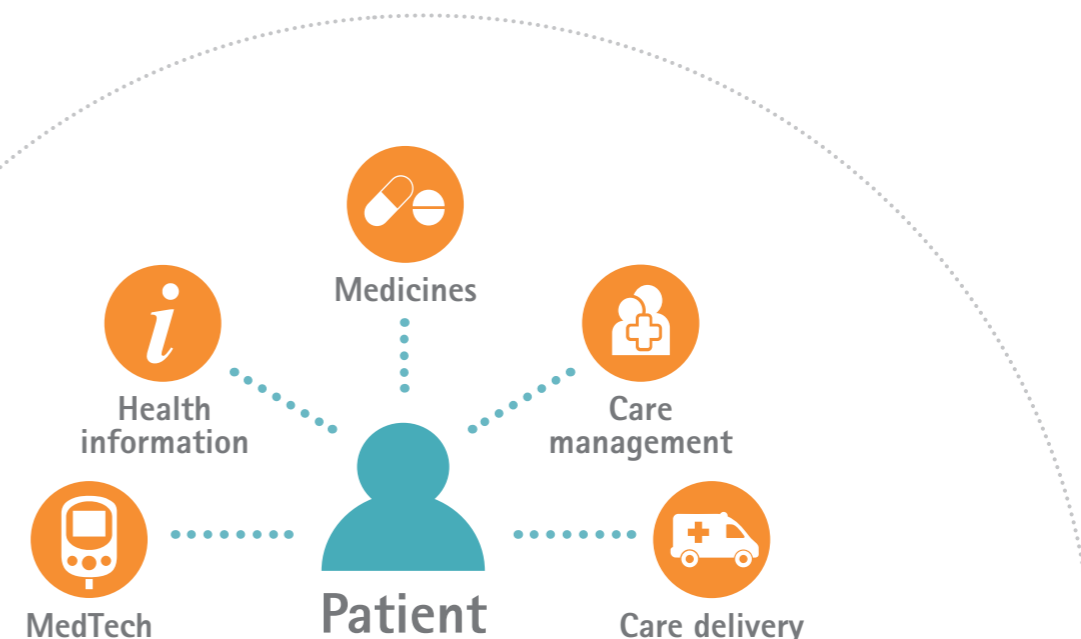 Medicines
Health
information
Care
management
MedTech
Patient
Care delivery